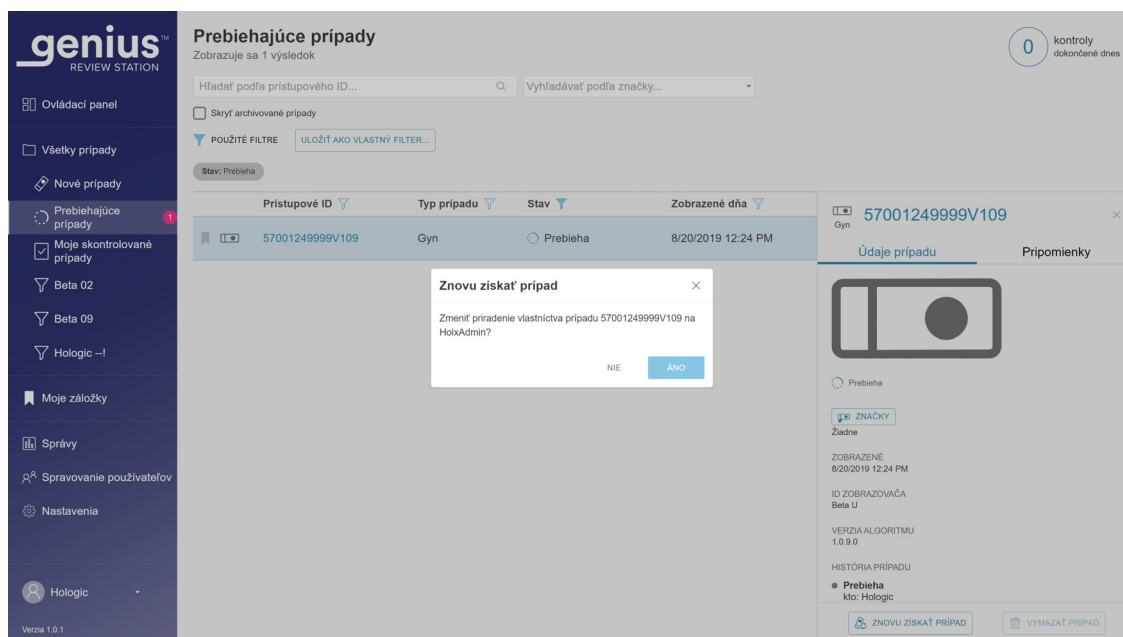 genius™
REVIEW STATION
Ovládací panel
Všetky prípady
Nové prípady
Prebiehajúce
prípady
1
Moje skontrolované
prípady
Beta 02
Beta 09
Hologic --!
Moje záložky
Správy
Spravovanie používateľov
Nastavenia
Hologic
Verzia 1.0.1
Prebiehajúce prípady
Zobrazuje sa 1 výsledok
0
kontroly
dokončené dnes
Hľadať podľa prístupového ID...
Vyhľadávať podľa značky...
Skryť archivované prípady
POUŽITÉ FILTRE
ULOŽIŤ AKO VLASTNÝ FILTER...
Stav: Prebieha
Prístupové ID
Typ prípadu
Stav
Zobrazené dňa
57001249999V109
Gyn
Prebieha
8/20/2019 12:24 PM
Znovu získať prípad
Zmeniť priradenie vlastníctva prípadu 57001249999V109 na
HolxAdmin?
NIE
ÁNO
Gyn
57001249999V109
Údaje prípadu
Pripomienky
Prebieha
ZNAČKY
Žiadne
ZOBRAZENÉ
8/20/2019 12:24 PM
ID ZOBRAZOVAČA
Beta U
VERZIA ALGORITMU
1.0.9.0
HISTÓRIA PRÍPADU
Prebieha
kto: Hologic
ZNOVU ZÍSKAŤ PRÍPAD
VYMAZAŤ PRÍPAD